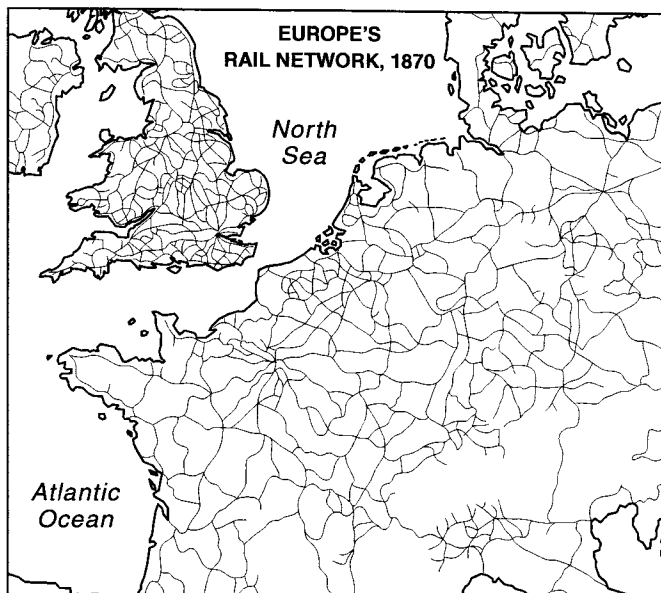 EUROPE'S
RAIL NETWORK, 1870
North
Sea
Atlantic
Ocean